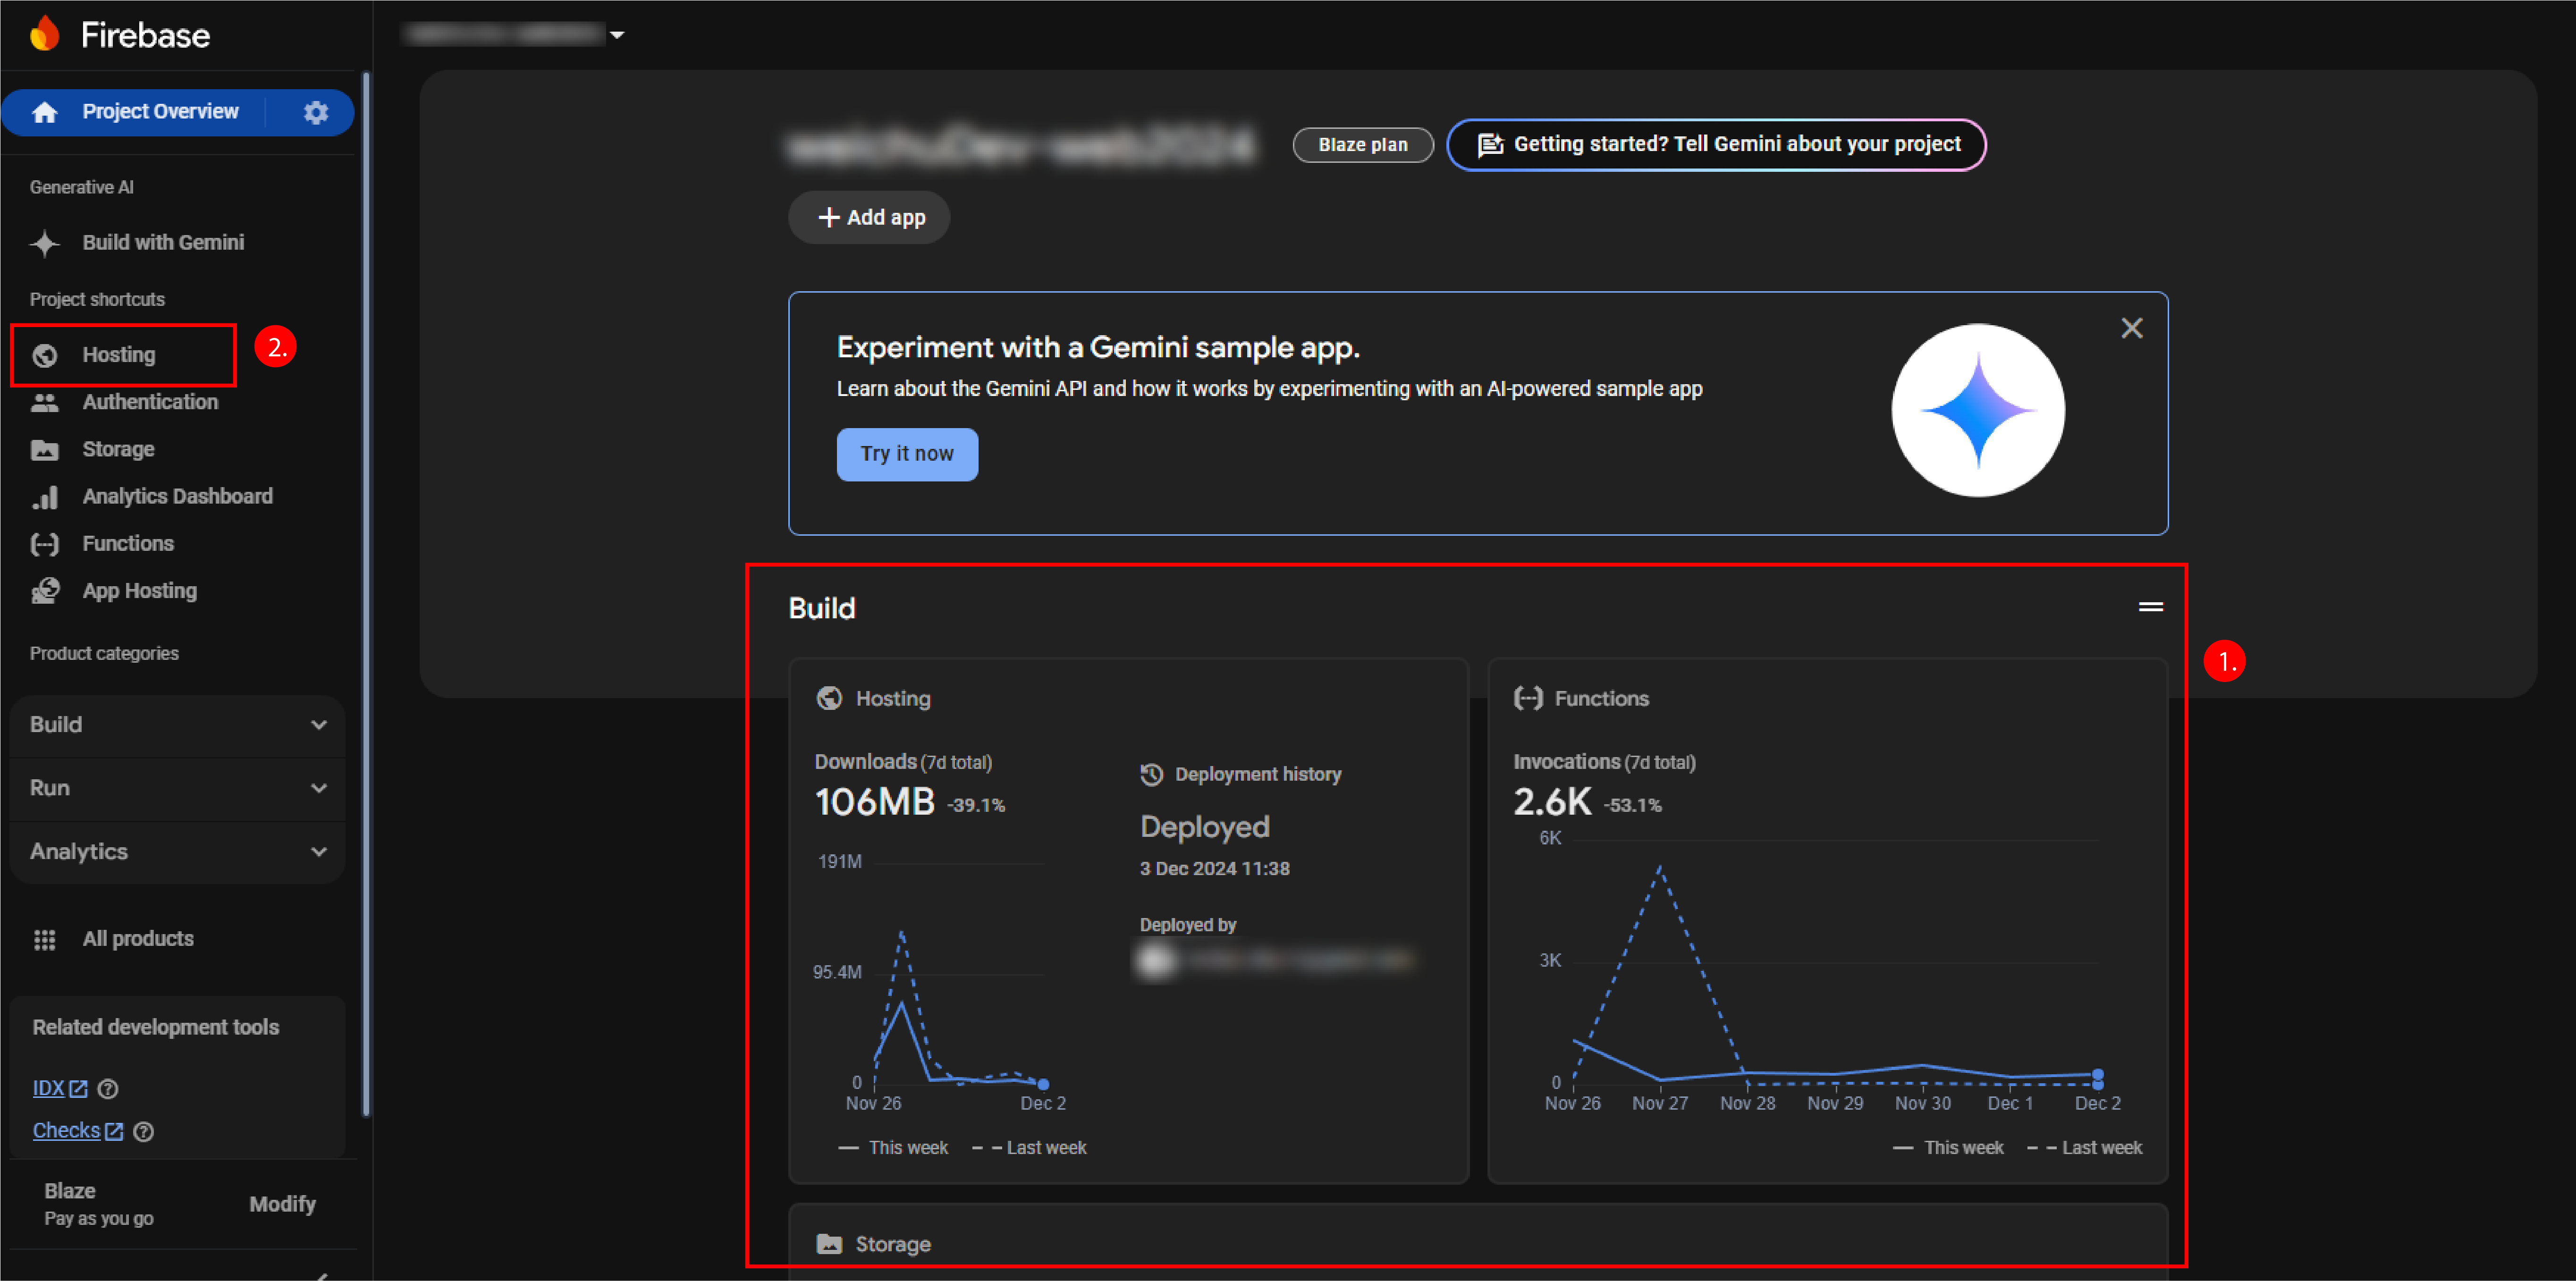 Firebase
Project Overview
Generative AI
Build with Gemini
Project shortcuts
Hosting
2.
Authentication
Storage
Analytics Dashboard
Functions
App Hosting
Product categories
Build
Run
Analytics
All products
Related development tools
IDX
Checks
Blaze
Pay as you go
Modify
Blaze plan
Getting started? Tell Gemini about your project
Add app
Experiment with a Gemini sample app.
Learn about the Gemini API and how it works by experimenting with an AI-powered sample app
Try it now
Build
1.
Hosting
Downloads (7d total)
106MB -39.1%
191M
95.4M
0
Nov 26 Dec 2
This week Last week
Deployment history
Deployed
3 Dec 2024 11:38
Deployed by
Functions
Invocations (7d total)
2.6K -53.1%
6K
3K
0
Nov 26 Nov 27 Nov 28 Nov 29 Nov 30 Dec 1 Dec 2
This week Last week
Storage